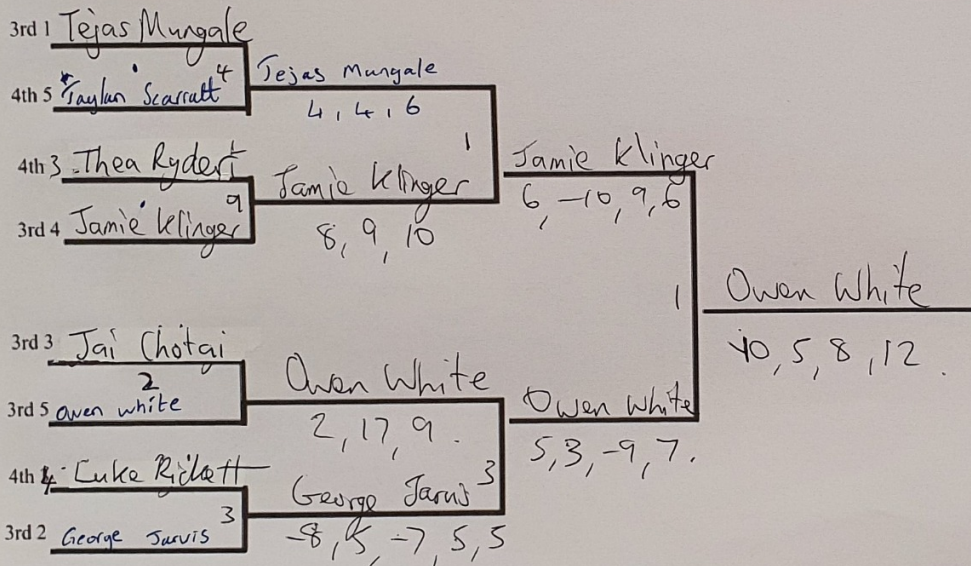 3rd 1 Tejas Mungale
4th 5 Taylan Scarratt 4
Tejas Mungale
4, 4, 6
4th 3 Thea Ryder 1
3rd 4 Jamie Klinger 9
Jamie Klinger
8, 9, 10
1
Jamie Klinger
6, -10, 9, 6
3rd 3 Jai Chotai
3rd 5 Owen White 2
Owen White
2, 17, 9.
4th 4 Luke Rickett
3rd 2 George Jarvis 3
George Jarvis 3
-8, 5, -7, 5, 5
Owen White
5, 3, -9, 7.
1
Owen White
10, 5, 8, 12.